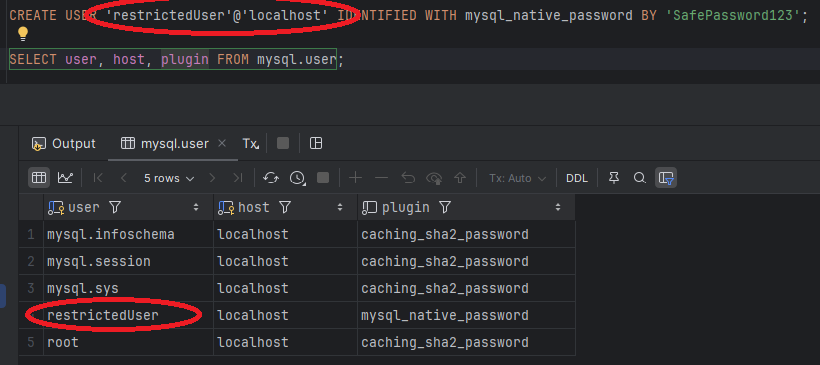 CREATE USER 'restrictedUser'@'localhost' IDENTIFIED WITH mysql_native_password BY 'SafePassword123';
SELECT user, host, plugin FROM mysql.user;
Output mysql.user × Tx
5 rows Tx: Auto DDL
user host plugin
1 mysql.infoschema localhost caching_sha2_password
2 mysql.session localhost caching_sha2_password
3 mysql.sys localhost caching_sha2_password
restrictedUser localhost mysql_native_password
5 root localhost caching_sha2_password